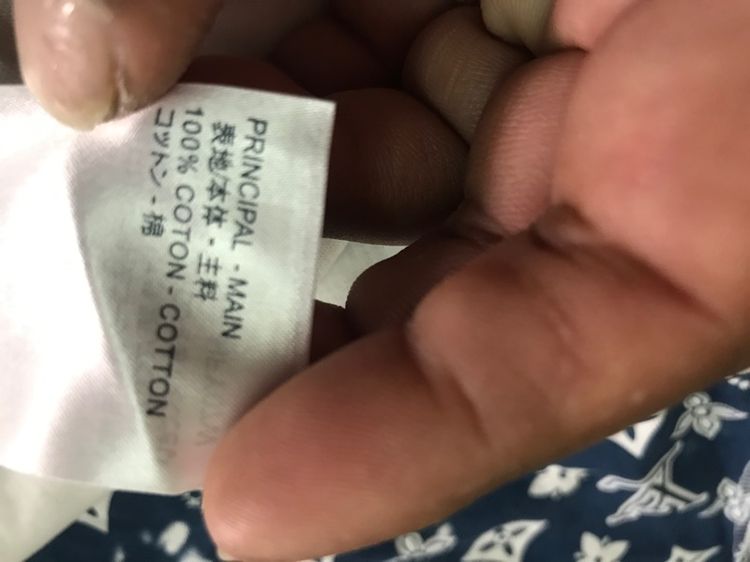 PRINCIPAL - MAIN
表地/本体 - 主料
100% COTON - COTTON
コットン - 棉